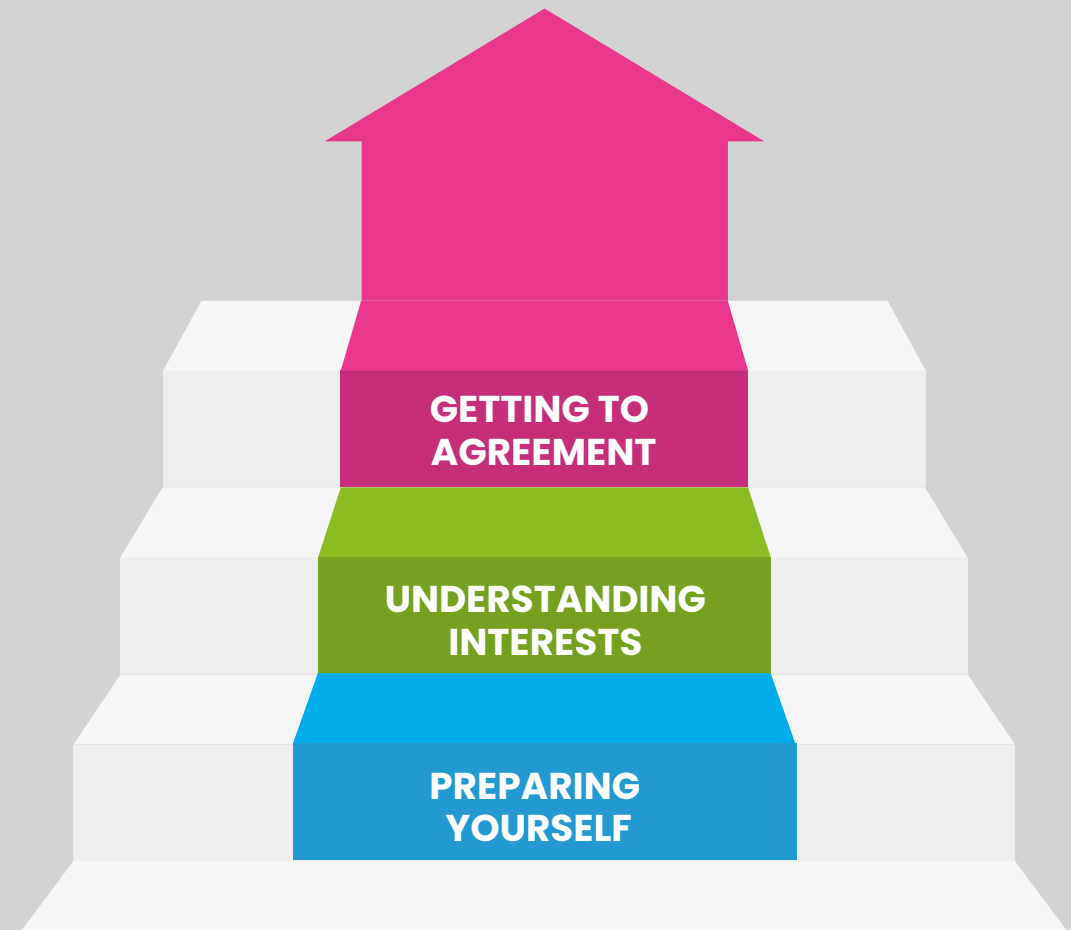 GETTING TO
AGREEMENT
UNDERSTANDING
INTERESTS
PREPARING
YOURSELF